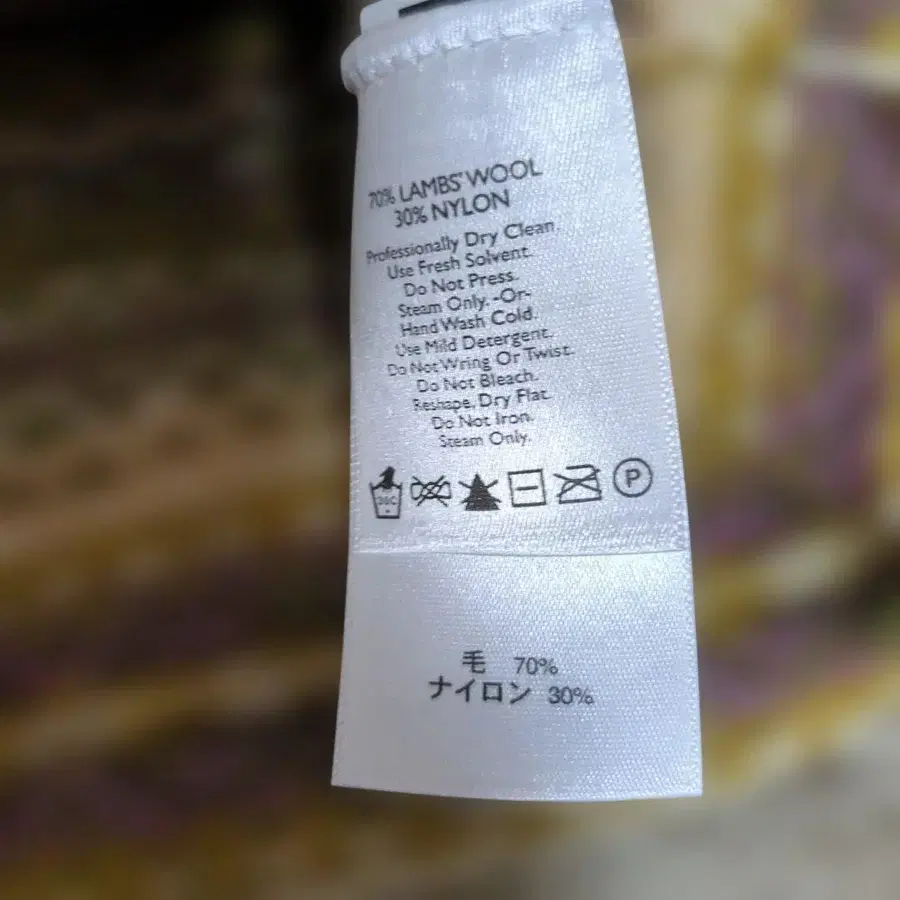 70% LAMBS' WOOL
30% NYLON
Professionally Dry Clean.
Use Fresh Solvent.
Do Not Press.
Steam Only. -Or-
Hand Wash Cold.
Use Mild Detergent.
Do Not Wring Or Twist.
Do Not Bleach.
Reshape, Dry Flat.
Do Not Iron.
Steam Only.
30C P
毛 70%
ナイロン 30%